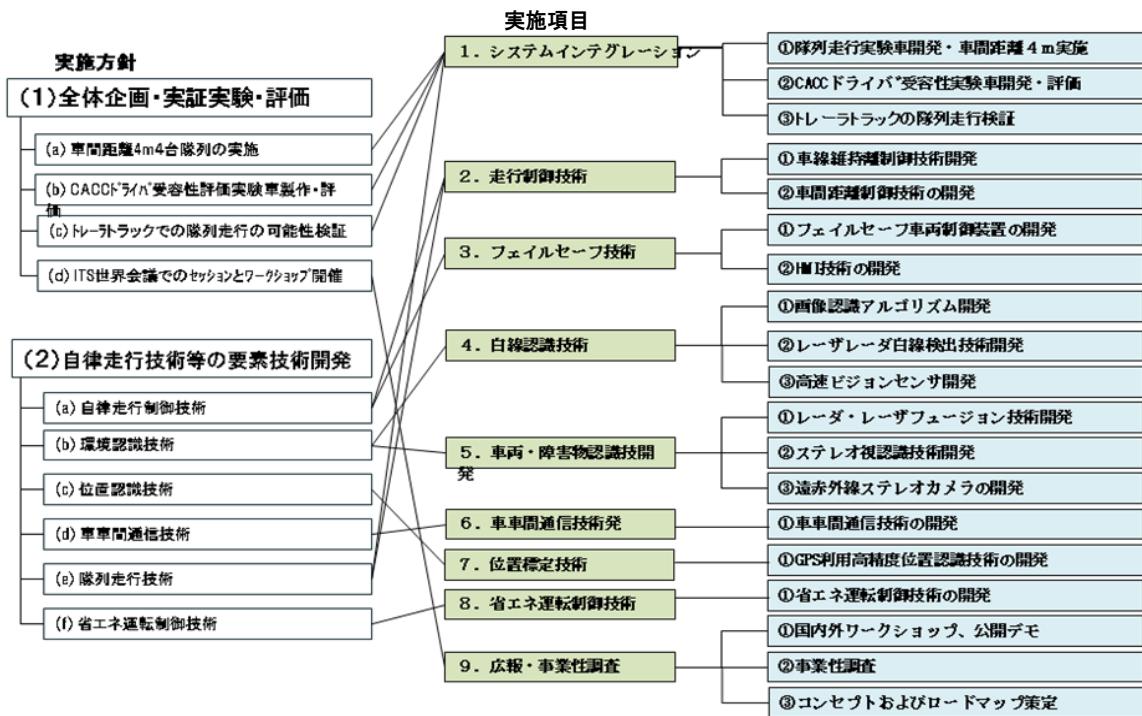 実施項目
実施方針
(1)全体企画・実証実験・評価
(a) 車間距離4m4台隊列の実施
(b) CACCドライバ受容性評価実験車製作・評
価
(c) トレーラトラックでの隊列走行の可能性検証
(d) ITS世界会議でのセッションとワークショップ開催
(2)自律走行技術等の要素技術開発
(a) 自律走行制御技術
(b) 環境認識技術
(c) 位置認識技術
(d) 車車間通信技術
(e) 隊列走行技術
(f) 省エネ運転制御技術
1．システムインテグレーション
2．走行制御技術
3．フェイルセーフ技術
4．白線認識技術
5．車両・障害物認識技開
発
6．車車間通信技術発
7．位置標定技術
8．省エネ運転制御技術
9．広報・事業性調査
①隊列走行実験車開発・車間距離４ｍ実施
②CACCドライバ受容性実験車開発・評価
③トレーラトラックの隊列走行検証
①車線維持離制御技術開発
②車間距離制御技術の開発
①フェイルセーフ車両制御装置の開発
②HMI技術の開発
①画像認識アルゴリズム開発
②レーザレーダ白線検出技術開発
③高速ビジョンセンサ開発
①レーダ・レーザフュージョン技術開発
②ステレオ視認識技術開発
③遠赤外線ステレオカメラの開発
①車車間通信技術の開発
①GPS利用高精度位置認識技術の開発
①省エネ運転制御技術の開発
①国内外ワークショップ、公開デモ
②事業性調査
③コンセプトおよびロードマップ策定